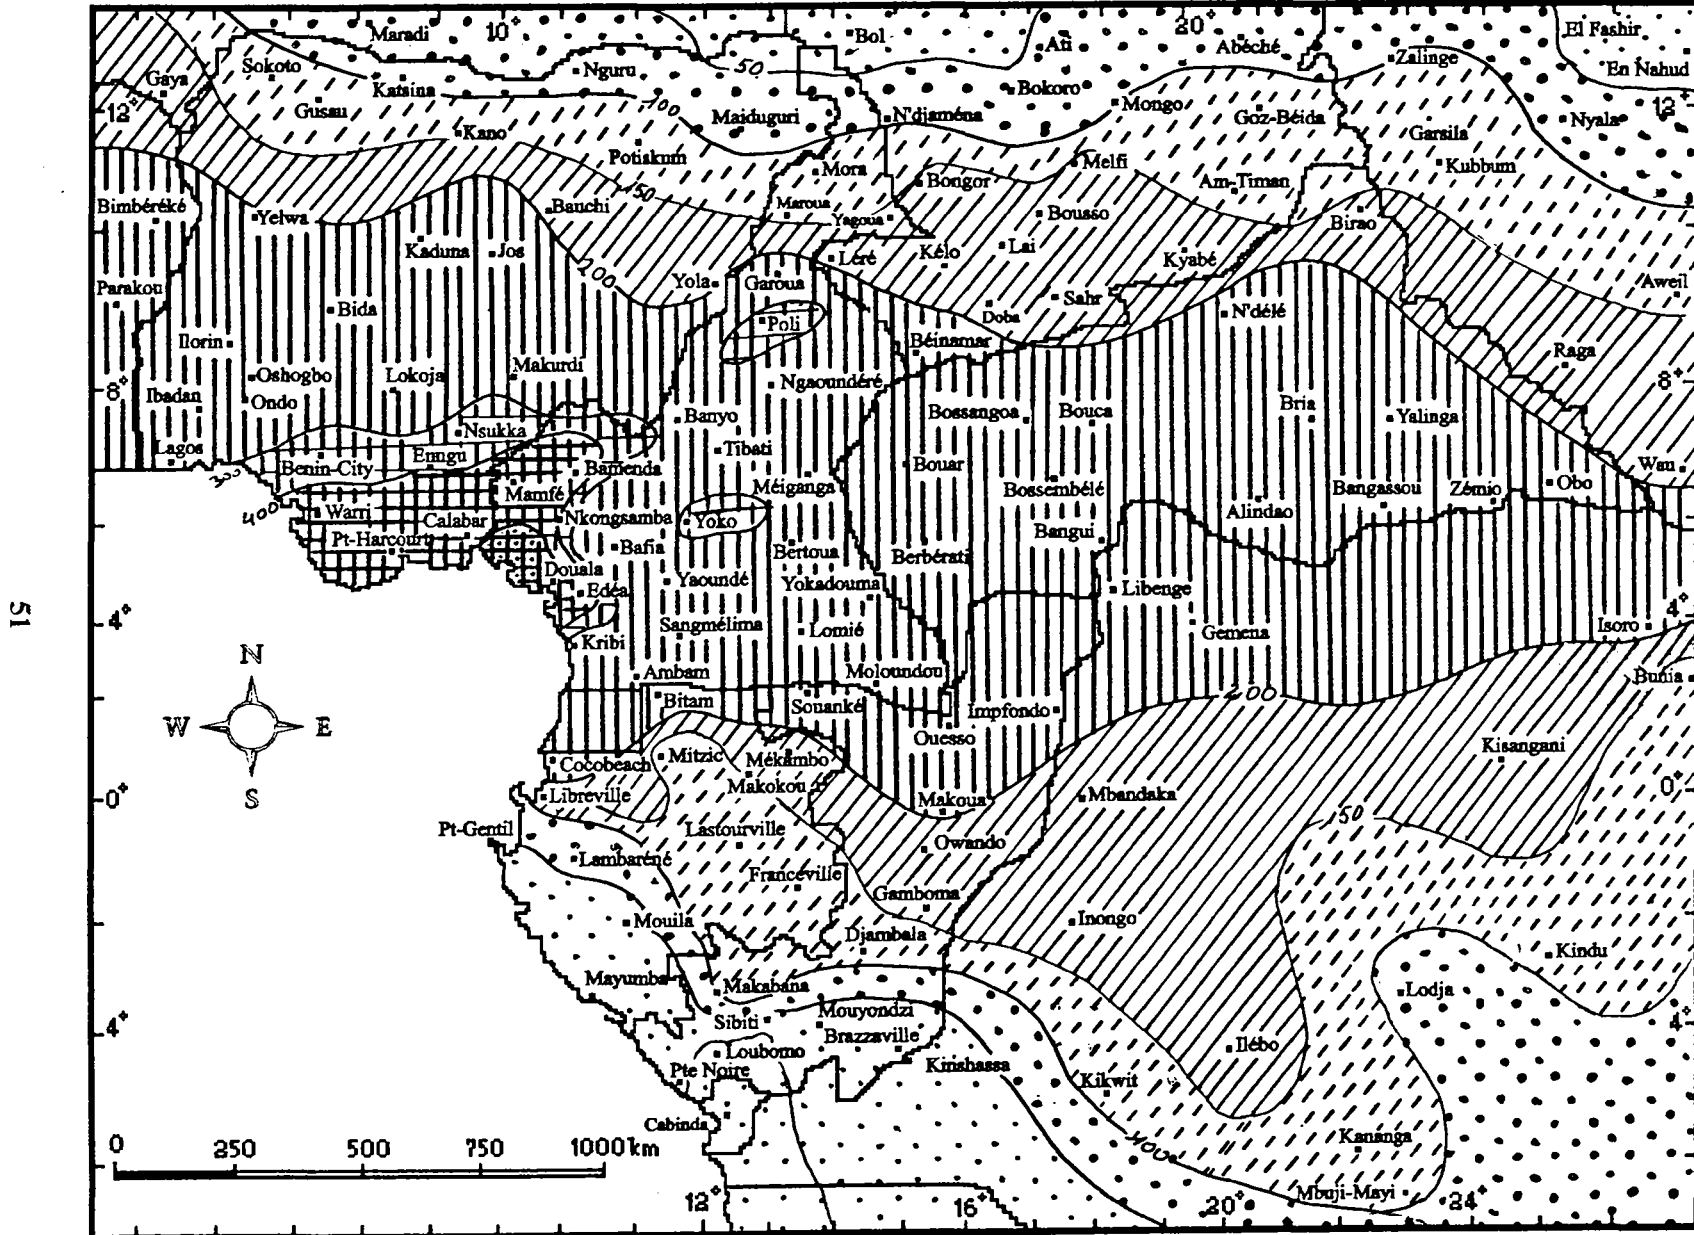 10° 20°
Maradi Bol Ati Abéché El Fashir
Gaya Sokoto Nguru 50 Zalinge En Nahud
12° Katsina 100 Bokoro 12°
Gusau Maiduguri N'djaména Mongo Goz-Béida Garsila Nyala
Kano Potiskum Mora Melfi Kubbum
Bimbéréké Yelwa Bauchi 150 Maroua Yagoua Bongor Bousso Am-Timan Birao
Kaduna Jos 200 Léré Kélo Lai Kyabé
Parakou Yola Garoua Sahr Aweil
Bida Poli Doba N'délé
Ilorin Béinamar Raga
8° Oshogbo Lokoja Makurdi Ngaoundéré 8°
Ibadan Ondo Banyo Bossangoa Bouca Bria Yalinga
Nsukka Tibati
Lagos Benin-City Enugu Bamenda Bouar Wau
300 Mamfé Méiganga Bossembélé Bangassou Zémio Obo
400 Warri Calabar Nkongsamba Yoko Alindao
Pt-Harcourt Bafia Bertoua Berbérati Bangui
Douala Yaoundé Yokadouma Libenge
51
4° Edéa 4°
Kribi Sangmélima Lomié Gemena Isoro
N Ambam Moloundou Bunia
W E Bitam Souanké Impfondo 200
Ouesso Kisangani
S Cocobeach Mitzic Mékambo
0° Libreville Makokou Makoua Mbandaka 0°
Pt-Gentil Lastourville Owando 150
Lambaréné Franceville Gamboma
Mouila Djambala Inongo Kindu
Mayumba Makabana Lodja
4° Sibiti Mouyondzi 4°
Loubomo Brazzaville Ilébo
Pte Noire Kinshassa Kikwit
Cabinda 100 Kananga
0 250 500 750 1000 km
12° 16° 20° Mbuji-Mayi 24°